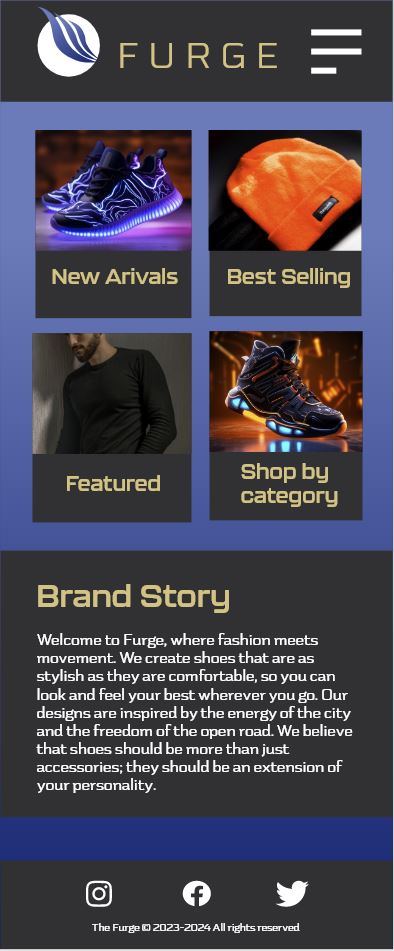 FURGE
New Arivals
Best Selling
Featured
Shop by
category
Brand Story
Welcome to Furge, where fashion meets
movement. We create shoes that are as
stylish as they are comfortable, so you can
look and feel your best wherever you go. Our
designs are inspired by the energy of the city
and the freedom of the open road. We believe
that shoes should be more than just
accessories; they should be an extension of
your personality.
The Furge © 2023-2024 All rights reserved